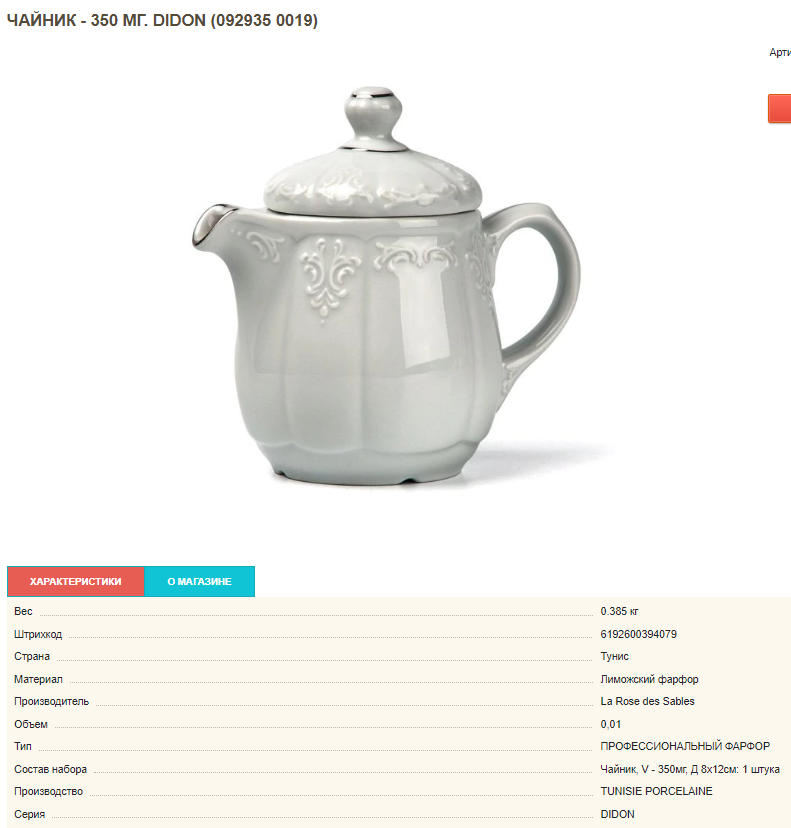 ЧАЙНИК - 350 МГ. DIDON (092935 0019)
Арти
ХАРАКТЕРИСТИКИ О МАГАЗИНЕ
Вес 0.385 кг
Штрихкод 6192600394079
Страна Тунис
Материал Лиможский фарфор
Производитель La Rose des Sables
Объем 0,01
Тип ПРОФЕССИОНАЛЬНЫЙ ФАРФОР
Состав набора Чайник, V - 350мг, Д 8х12см: 1 штука
Производство TUNISIE PORCELAINE
Серия DIDON